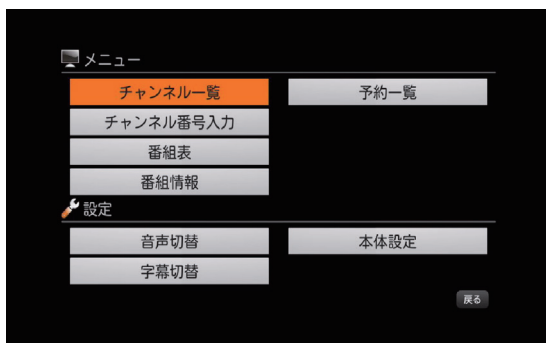 メニュー
チャンネル一覧
予約一覧
チャンネル番号入力
番組表
番組情報
設定
音声切替
本体設定
字幕切替
戻る